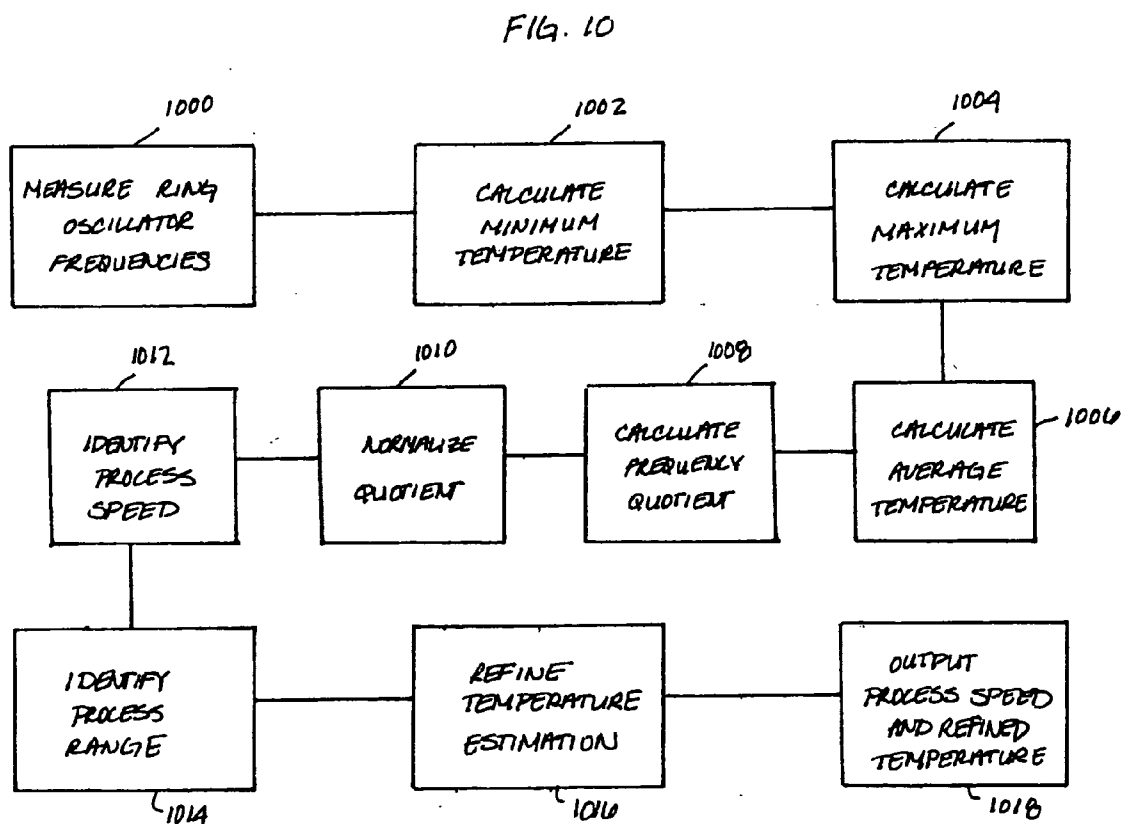 FIG. 10
1000
1002
1004
MEASURE RING
OSCILLATOR
FREQUENCIES
CALCULATE
MINIMUM
TEMPERATURE
CALCULATE
MAXIMUM
TEMPERATURE
1012
1010
1008
1006
IDENTIFY
PROCESS
SPEED
NORMALIZE
QUOTIENT
CALCULATE
FREQUENCY
QUOTIENT
CALCULATE
AVERAGE
TEMPERATURE
IDENTIFY
PROCESS
RANGE
REFINE
TEMPERATURE
ESTIMATION
OUTPUT
PROCESS SPEED
AND REFINED
TEMPERATURE
1014
1016
1018